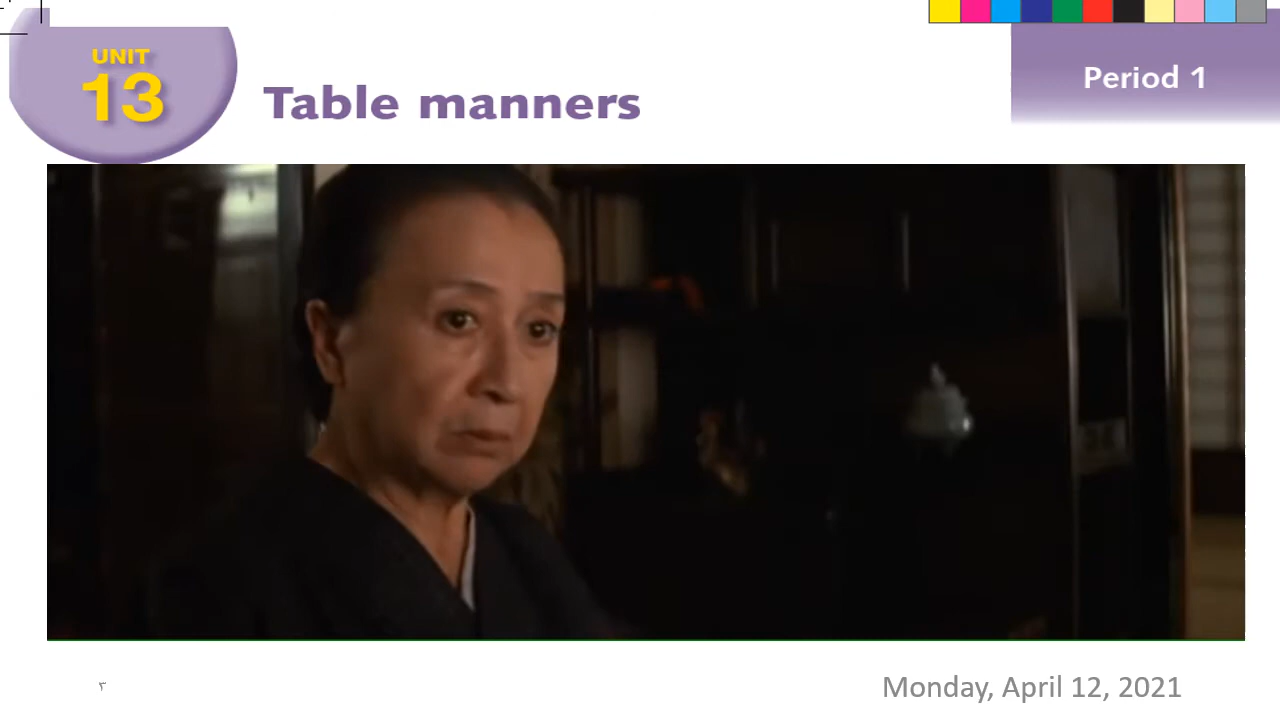 UNIT
13
Table manners
Period 1
٣
Monday, April 12, 2021